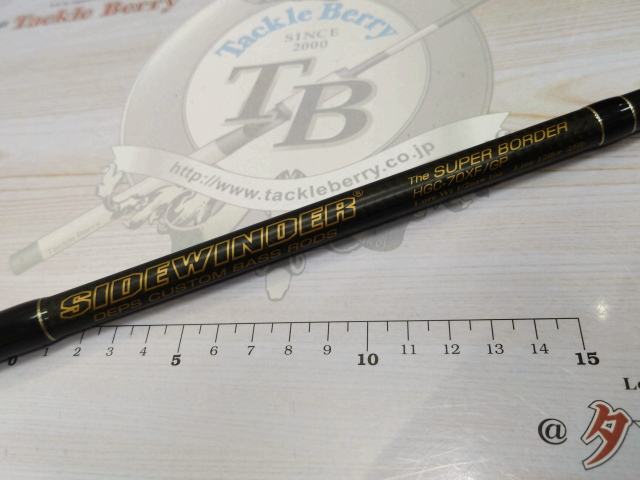 Tackle Berry
Tackle Berry
SINCE
2000
TB
http://www.tackleberry.co.jp
SIDEWINDER®
DEPS CUSTOM BASS RODS
The SUPER BORDER
HGC-70XF/GP
0 1 2 3 4 5 6 7 8 9 10 11 12 13 14 15
@ タ